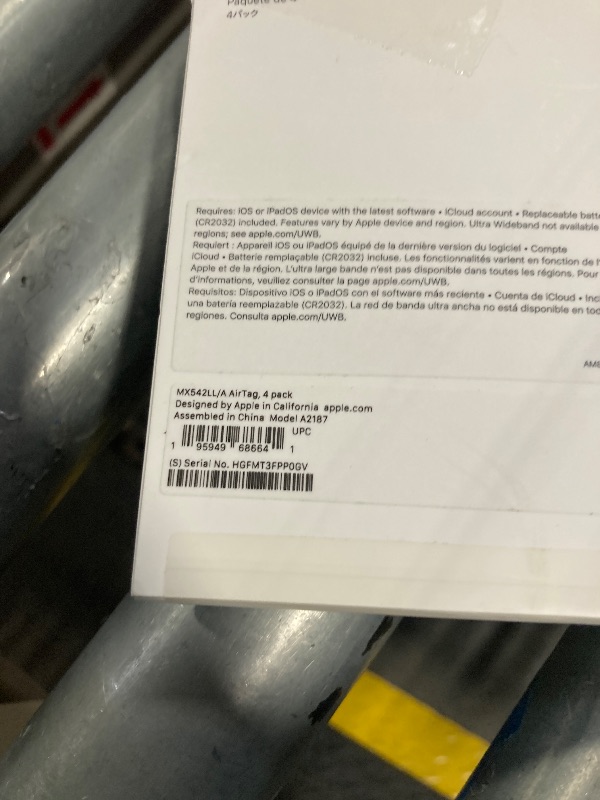 Paquete de
4パック
Requires: iOS or iPadOS device with the latest software • iCloud account • Replaceable
(CR2032) included. Features vary by Apple device and region. Ultra Wideband not available
regions; see apple.com/UWB.
Requiert : Appareil iOS ou iPadOS équipé de la dernière version du logiciel • Compte
iCloud • Batterie remplaçable (CR2032) incluse. Les fonctionnalités varient en fonction de
Apple et de la région. L'ultra large bande n'est pas disponible dans toutes les régions. Pour
d'informations, veuillez consulter la page apple.com/UWB.
Requisitos: Dispositivo iOS o iPadOS con el software más reciente • Cuenta de iCloud •
una batería reemplazable (CR2032). La red de banda ultra ancha no está disponible en
regiones. Consulta apple.com/UWB.
MX542LL/A AirTag, 4 pack
Designed by Apple in California apple.com
Assembled in China Model A2187
UPC
1 95949 68664 1
(S) Serial No. HGFMT3FPP0GV